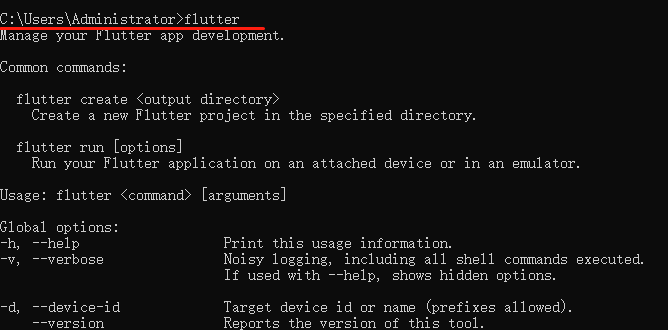 C:\Users\Administrator>flutter
Manage your Flutter app development.
Common commands:
flutter create <output directory>
Create a new Flutter project in the specified directory.
flutter run [options]
Run your Flutter application on an attached device or in an emulator.
Usage: flutter <command> [arguments]
Global options:
-h, --help Print this usage information.
-v, --verbose Noisy logging, including all shell commands executed.
If used with --help, shows hidden options.
-d, --device-id Target device id or name (prefixes allowed).
--version Reports the version of this tool.